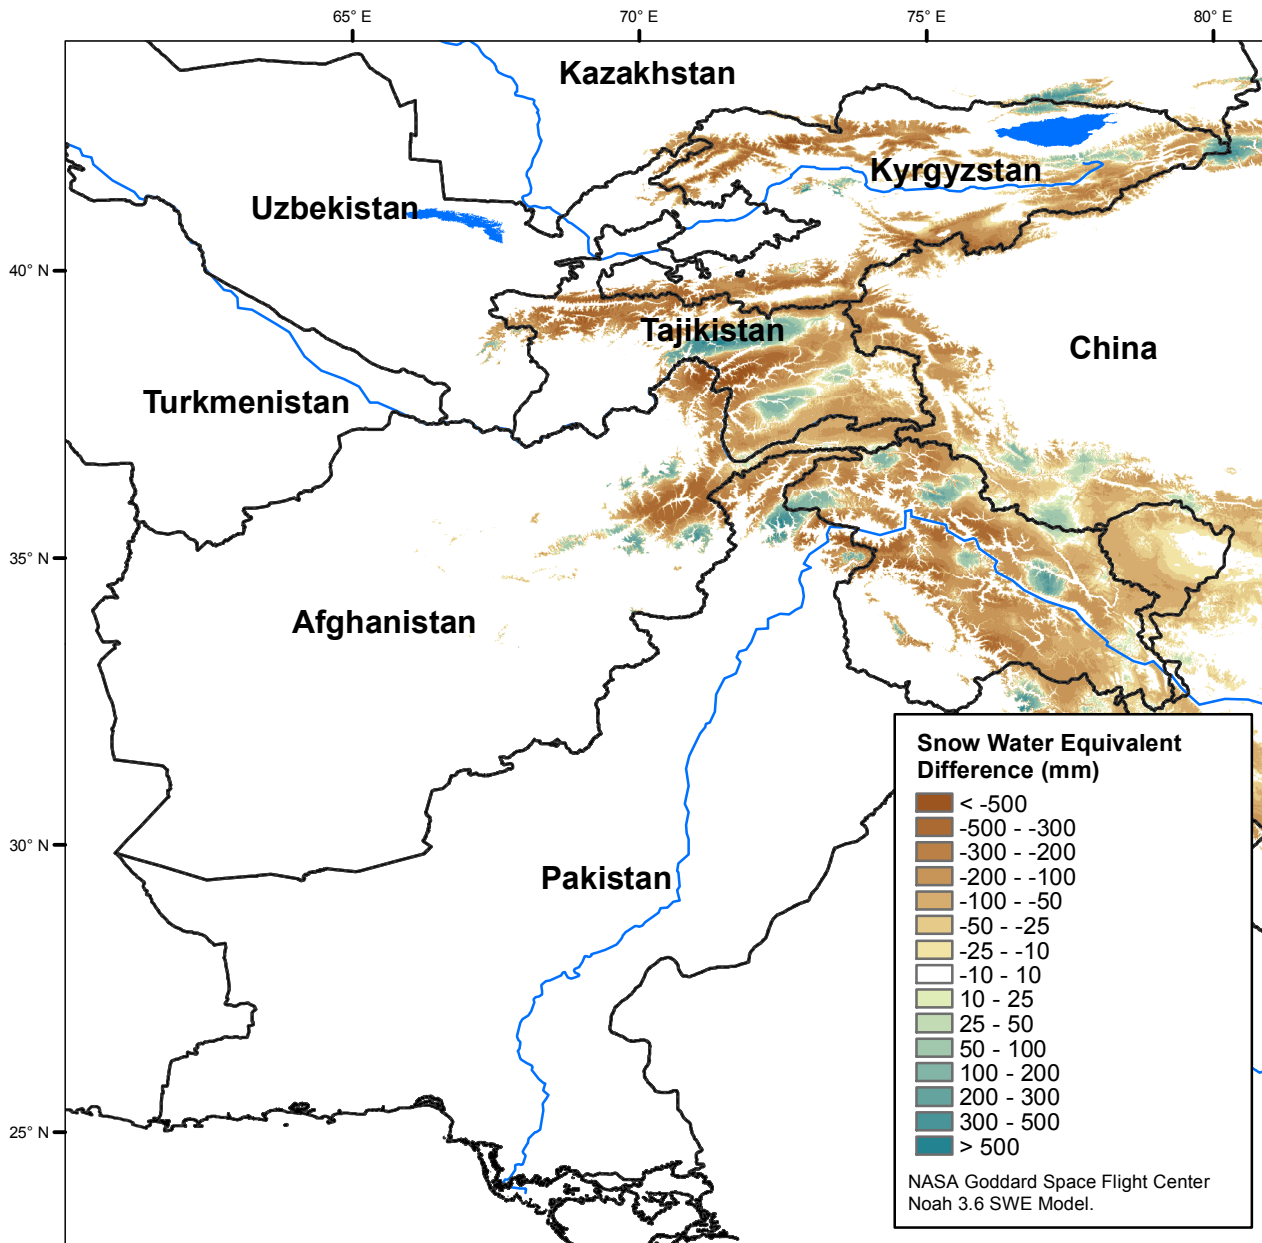 65° E
70° E
75° E
80° E
Kazakhstan
Kyrgyzstan
Uzbekistan
40° N
Tajikistan
China
Turkmenistan
35° N
Afghanistan
Snow Water Equivalent
Difference (mm)
< -500
-500 - -300
-300 - -200
-200 - -100
-100 - -50
-50 - -25
-25 - -10
-10 - 10
10 - 25
25 - 50
50 - 100
100 - 200
200 - 300
300 - 500
> 500
NASA Goddard Space Flight Center
Noah 3.6 SWE Model.
30° N
Pakistan
25° N